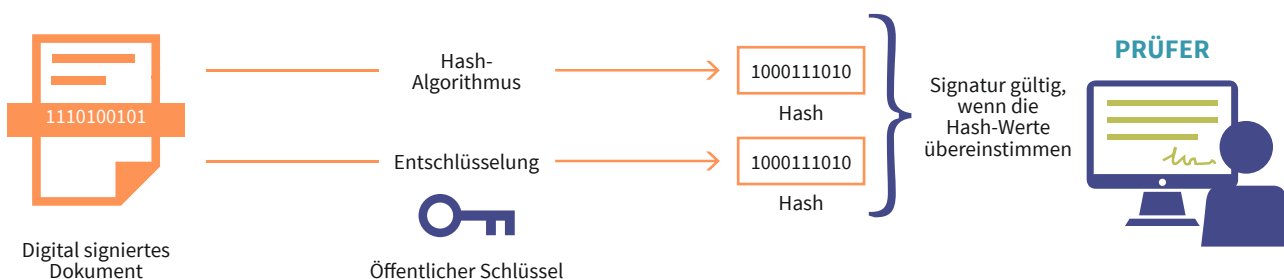 1110100101
Digital signiertes
Dokument
Hash-
Algorithmus
1000111010
Hash
Entschlüsselung
Öffentlicher Schlüssel
1000111010
Hash
Signatur gültig,
wenn die
Hash-Werte
übereinstimmen
PRÜFER